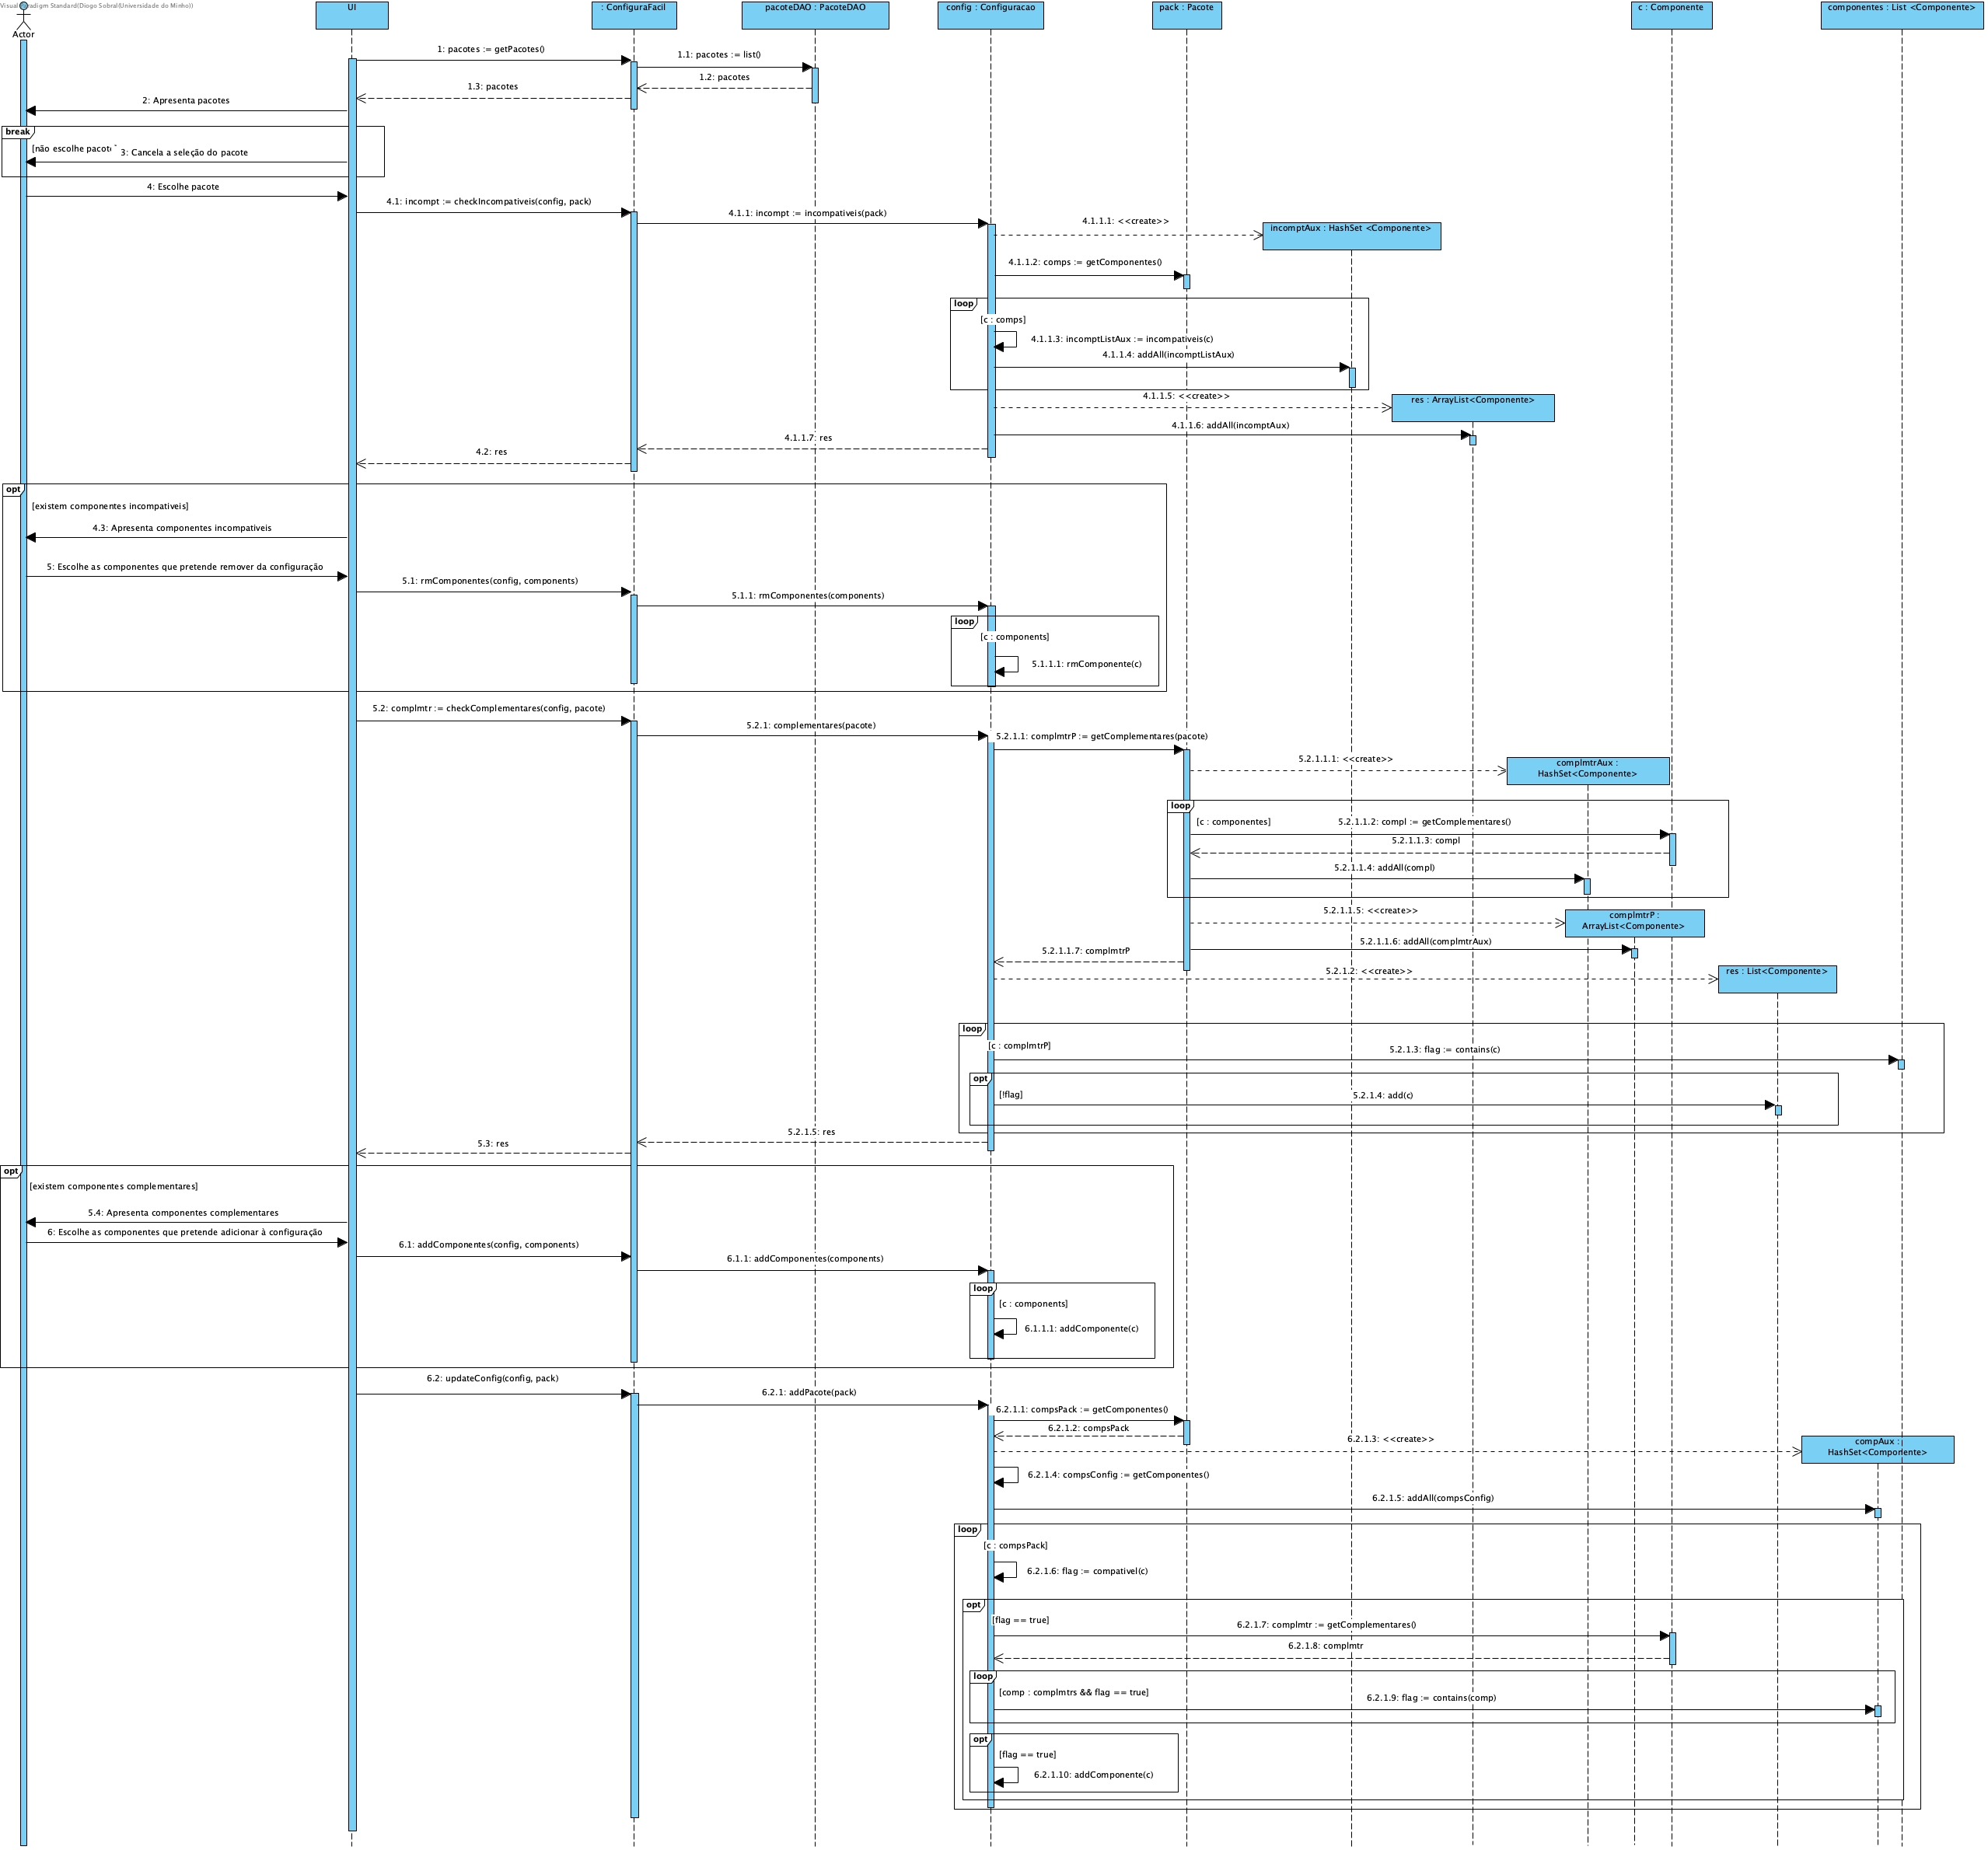 Visual Paradigm Standard(Diogo Sobral(Universidade do Minho))
Actor
UI
: ConfiguraFacil
pacoteDAO : PacoteDAO
config : Configuracao
pack : Pacote
c : Componente
componentes : List <Componente>
1: pacotes := getPacotes()
1.1: pacotes := list()
1.2: pacotes
1.3: pacotes
2: Apresenta pacotes
break
[não escolhe pacote
3: Cancela a seleção do pacote
4: Escolhe pacote
4.1: incompt := checkIncompativeis(config, pack)
4.1.1: incompt := incompativeis(pack)
4.1.1.1: <<create>>
incomptAux : HashSet <Componente>
4.1.1.2: comps := getComponentes()
loop
[c : comps]
4.1.1.3: incomptListAux := incompativeis(c)
4.1.1.4: addAll(incomptListAux)
4.1.1.5: <<create>>
res : ArrayList<Componente>
4.1.1.6: addAll(incomptAux)
4.1.1.7: res
4.2: res
opt
[existem componentes incompativeis]
4.3: Apresenta componentes incompativeis
5: Escolhe as componentes que pretende remover da configuração
5.1: rmComponentes(config, components)
5.1.1: rmComponentes(components)
loop
[c : components]
5.1.1.1: rmComponente(c)
5.2: complmtr := checkComplementares(config, pacote)
5.2.1: complementares(pacote)
5.2.1.1: complmtrP := getComplementares(pacote)
5.2.1.1.1: <<create>>
complmtrAux :
HashSet<Componente>
loop
[c : componentes]
5.2.1.1.2: compl := getComplementares()
5.2.1.1.3: compl
5.2.1.1.4: addAll(compl)
5.2.1.1.5: <<create>>
complmtrP :
ArrayList<Componente>
5.2.1.1.6: addAll(complmtrAux)
5.2.1.1.7: complmtrP
5.2.1.2: <<create>>
res : List<Componente>
loop
[c : complmtrP]
5.2.1.3: flag := contains(c)
opt
[!flag]
5.2.1.4: add(c)
5.2.1.5: res
5.3: res
opt
[existem componentes complementares]
5.4: Apresenta componentes complementares
6: Escolhe as componentes que pretende adicionar à configuração
6.1: addComponentes(config, components)
6.1.1: addComponentes(components)
loop
[c : components]
6.1.1.1: addComponente(c)
6.2: updateConfig(config, pack)
6.2.1: addPacote(pack)
6.2.1.1: compsPack := getComponentes()
6.2.1.2: compsPack
6.2.1.3: <<create>>
compAux :
HashSet<Componente>
6.2.1.4: compsConfig := getComponentes()
6.2.1.5: addAll(compsConfig)
loop
[c : compsPack]
6.2.1.6: flag := compativel(c)
opt
[flag == true]
6.2.1.7: complmtr := getComplementares()
6.2.1.8: complmtr
loop
[comp : complmtrs && flag == true]
6.2.1.9: flag := contains(comp)
opt
[flag == true]
6.2.1.10: addComponente(c)